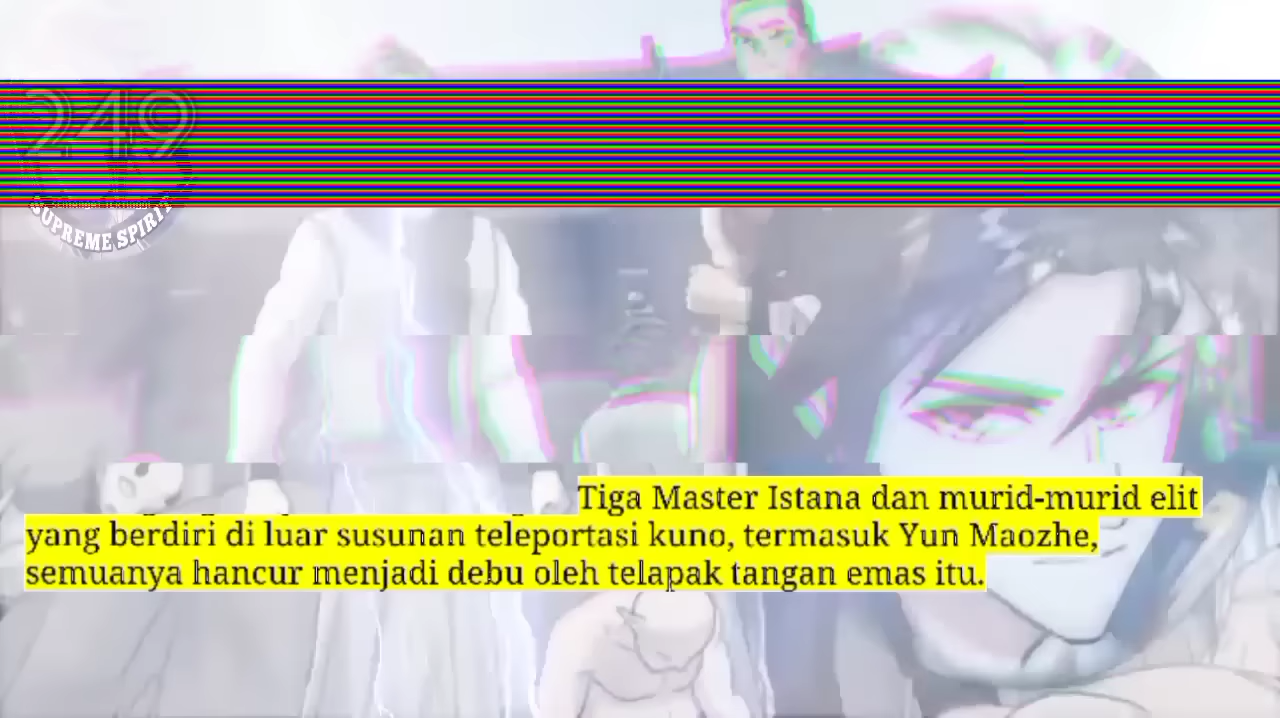 249
SUPREME SPIRIT
Tiga Master Istana dan murid-murid elit
yang berdiri di luar susunan teleportasi kuno, termasuk Yun Maozhe,
semuanya hancur menjadi debu oleh telapak tangan emas itu.